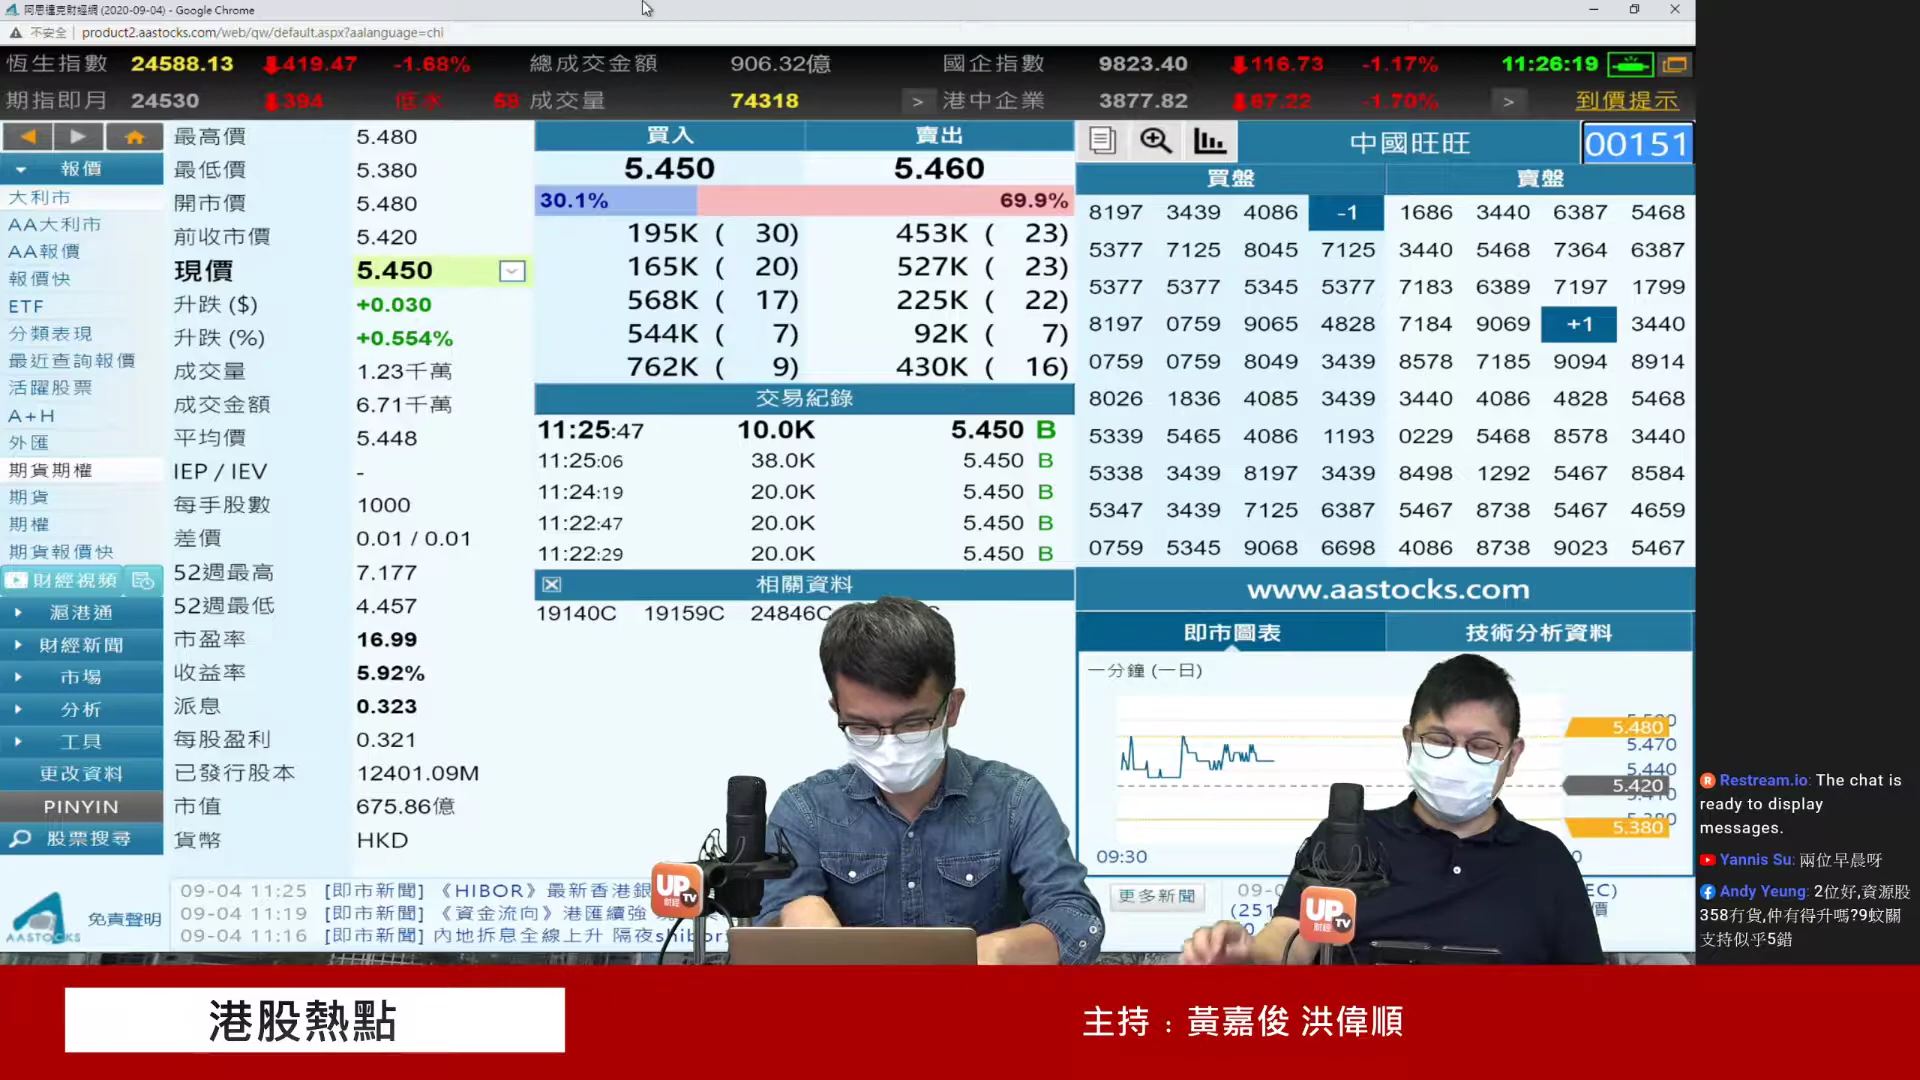 阿思達克財經網 (2020-09-04) - Google Chrome
不安全 | product2.aastocks.com/web/qw/default.aspx?aalanguage=chl
恆生指數 24588.13 419.47 -1.68% 總成交金額 906.32億 國企指數 9823.40 116.73 -1.17% 11:26:19
期指即月 24530 394 低水 58 成交量 74318 > 港中企業 3877.82 67.22 -1.70% > 到價提示
報價
大利市
AA大利市
AA報價
報價快
ETF
分類表現
最近查詢報價
活躍股票
A+H
外匯
期貨期權
期貨
期權
期貨報價快
財經視頻
滬港通
財經新聞
市場
分析
工具
更改資料
PINYIN
股票搜尋
AASTOCKS
免責聲明
最高價 5.480
最低價 5.380
開市價 5.480
前收市價 5.420
現價 5.450
升跌 ($) +0.030
升跌 (%) +0.554%
成交量 1.23千萬
成交金額 6.71千萬
平均價 5.448
IEP / IEV -
每手股數 1000
差價 0.01 / 0.01
52週最高 7.177
52週最低 4.457
市盈率 16.99
收益率 5.92%
派息 0.323
每股盈利 0.321
已發行股本 12401.09M
市值 675.86億
貨幣 HKD
買入 賣出
5.450 5.460
30.1% 69.9%
195K ( 30) 453K ( 23)
165K ( 20) 527K ( 23)
568K ( 17) 225K ( 22)
544K ( 7) 92K ( 7)
762K ( 9) 430K ( 16)
交易紀錄
11:25:47 10.0K 5.450 B
11:25:06 38.0K 5.450 B
11:24:19 20.0K 5.450 B
11:22:47 20.0K 5.450 B
11:22:29 20.0K 5.450 B
相關資料
19140C 19159C 24846C
中國旺旺 00151
買盤 賣盤
8197 3439 4086 -1 1686 3440 6387 5468
5377 7125 8045 7125 3440 5468 7364 6387
5377 5377 5345 5377 7183 6389 7197 1799
8197 0759 9065 4828 7184 9069 +1 3440
0759 0759 8049 3439 8578 7185 9094 8914
8026 1836 4085 3439 3440 4086 4828 5468
5339 5465 4086 1193 0229 5468 8578 3440
5338 3439 8197 3439 8498 1292 5467 8584
5347 3439 7125 6387 5467 8738 5467 4659
0759 5345 9068 6698 4086 8738 9023 5467
www.aastocks.com
即市圖表 技術分析資料
一分鐘 (一日)
5.480
5.470
5.440
5.420
5.380
09:30
09-04 11:25 [即市新聞] 《HIBOR》最新香港銀
09-04 11:19 [即市新聞] 《資金流向》港匯續強
09-04 11:16 [即市新聞] 內地拆息全線上升 隔夜shibor
更多新聞
UP財經TV
UP財經TV
Restream.io: The chat is
ready to display
messages.
Yannis Su: 兩位早晨呀
Andy Yeung: 2位好,資源股
358冇貨,仲有得升嗎?9蚊關
支持似乎5錯
港股熱點
主持：黃嘉俊 洪偉順